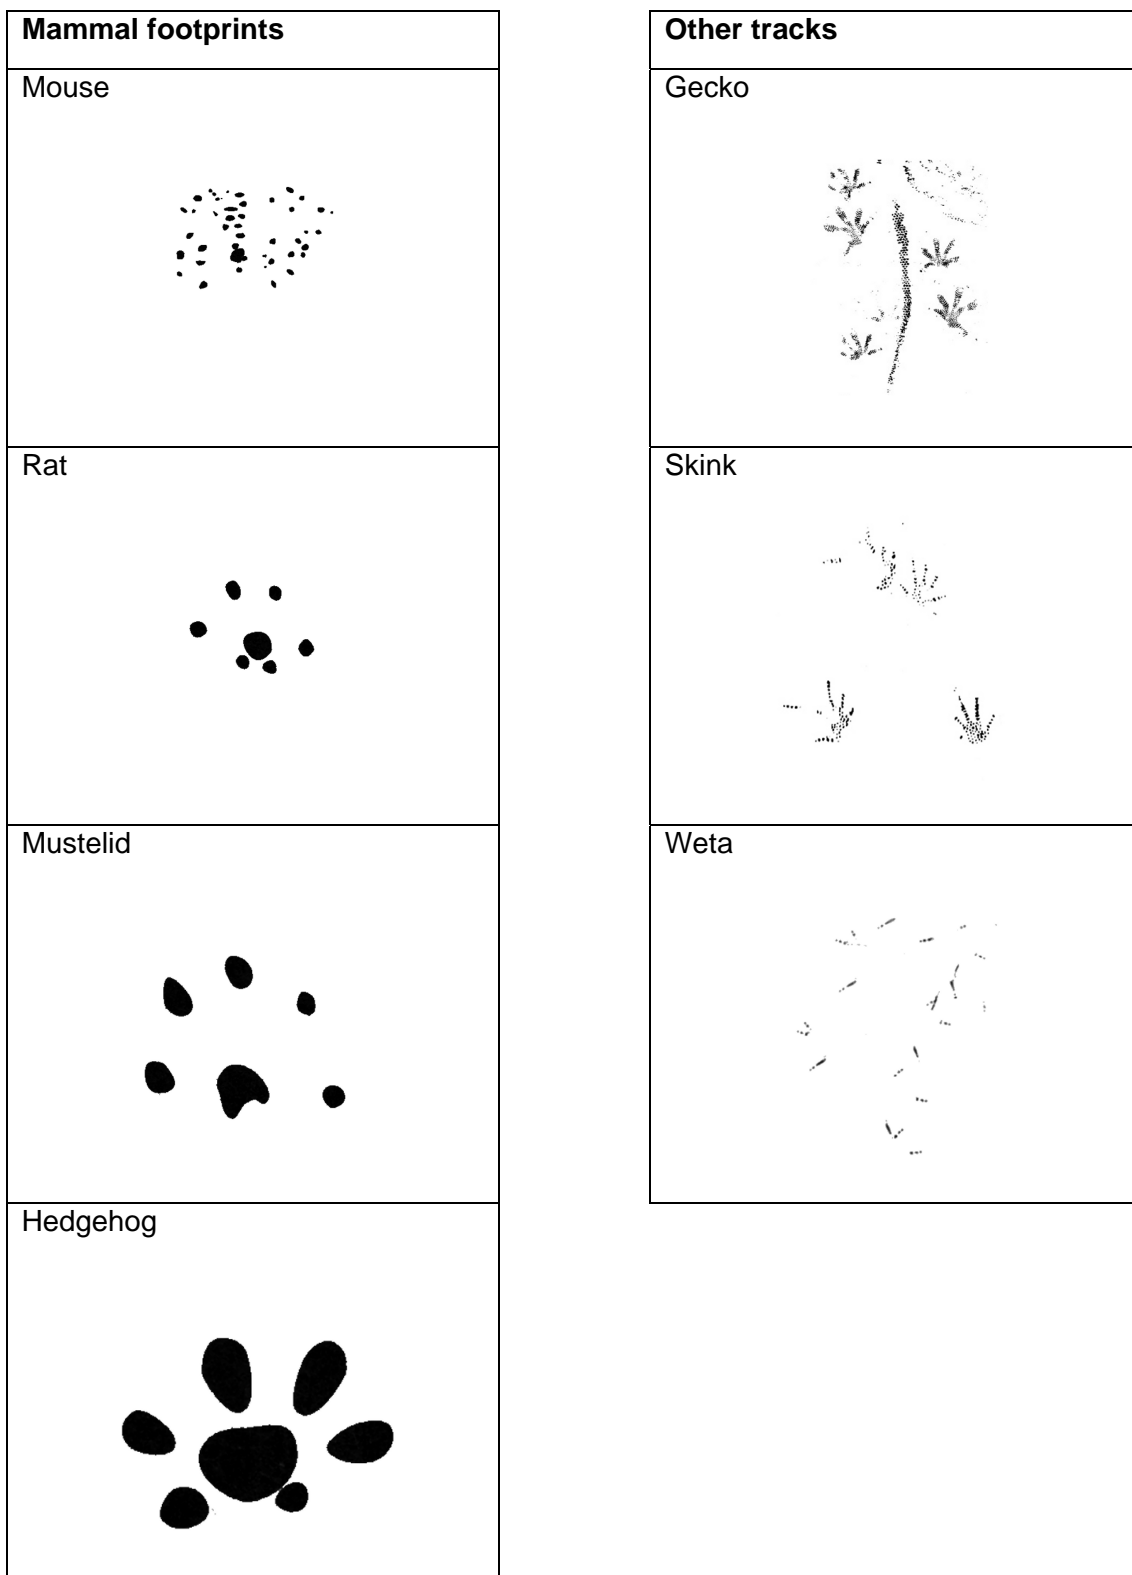 Mammal footprints
Mouse
Rat
Mustelid
Hedgehog
Other tracks
Gecko
Skink
Weta